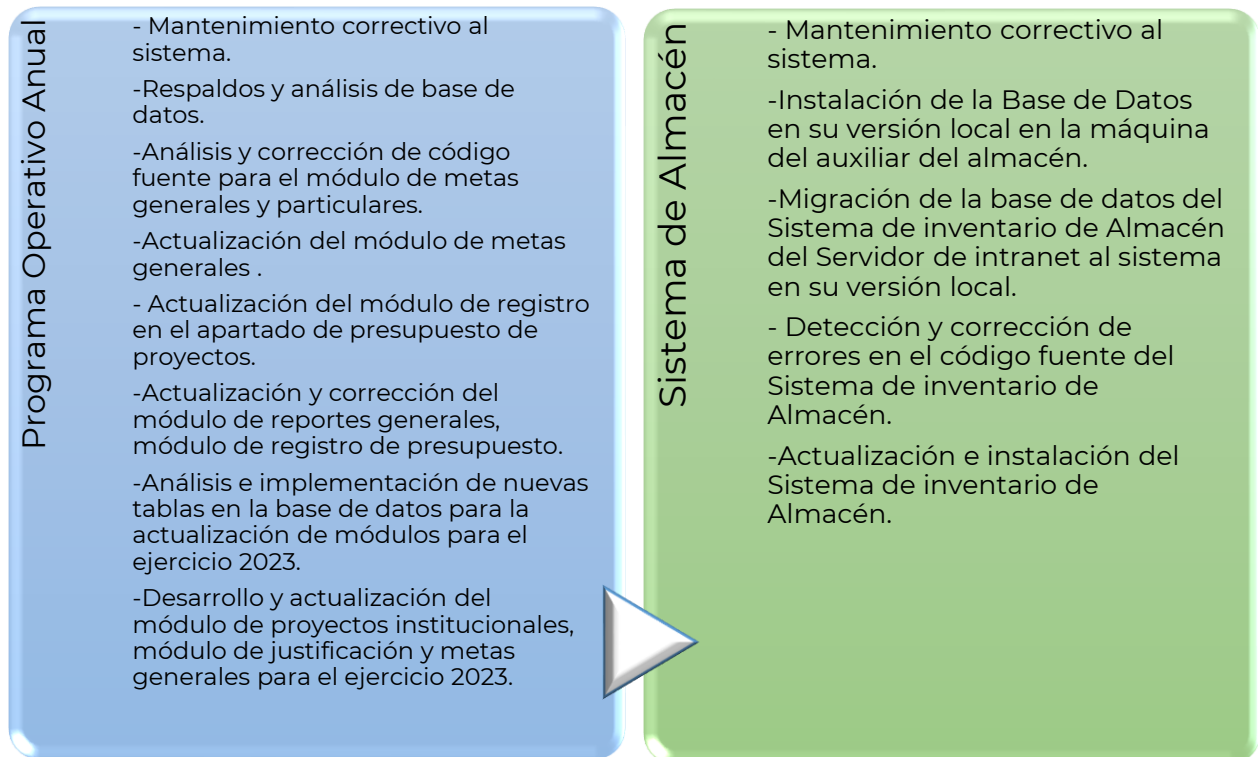 Programa Operativo Anual
- Mantenimiento correctivo al
sistema.
-Respaldos y análisis de base de
datos.
-Análisis y corrección de código
fuente para el módulo de metas
generales y particulares.
-Actualización del módulo de metas
generales .
- Actualización del módulo de registro
en el apartado de presupuesto de
proyectos.
-Actualización y corrección del
módulo de reportes generales,
módulo de registro de presupuesto.
-Análisis e implementación de nuevas
tablas en la base de datos para la
actualización de módulos para el
ejercicio 2023.
-Desarrollo y actualización del
módulo de proyectos institucionales,
módulo de justificación y metas
generales para el ejercicio 2023.
Sistema de Almacén
- Mantenimiento correctivo al
sistema.
-Instalación de la Base de Datos
en su versión local en la máquina
del auxiliar del almacén.
-Migración de la base de datos del
Sistema de inventario de Almacén
del Servidor de intranet al sistema
en su versión local.
- Detección y corrección de
errores en el código fuente del
Sistema de inventario de
Almacén.
-Actualización e instalación del
Sistema de inventario de
Almacén.